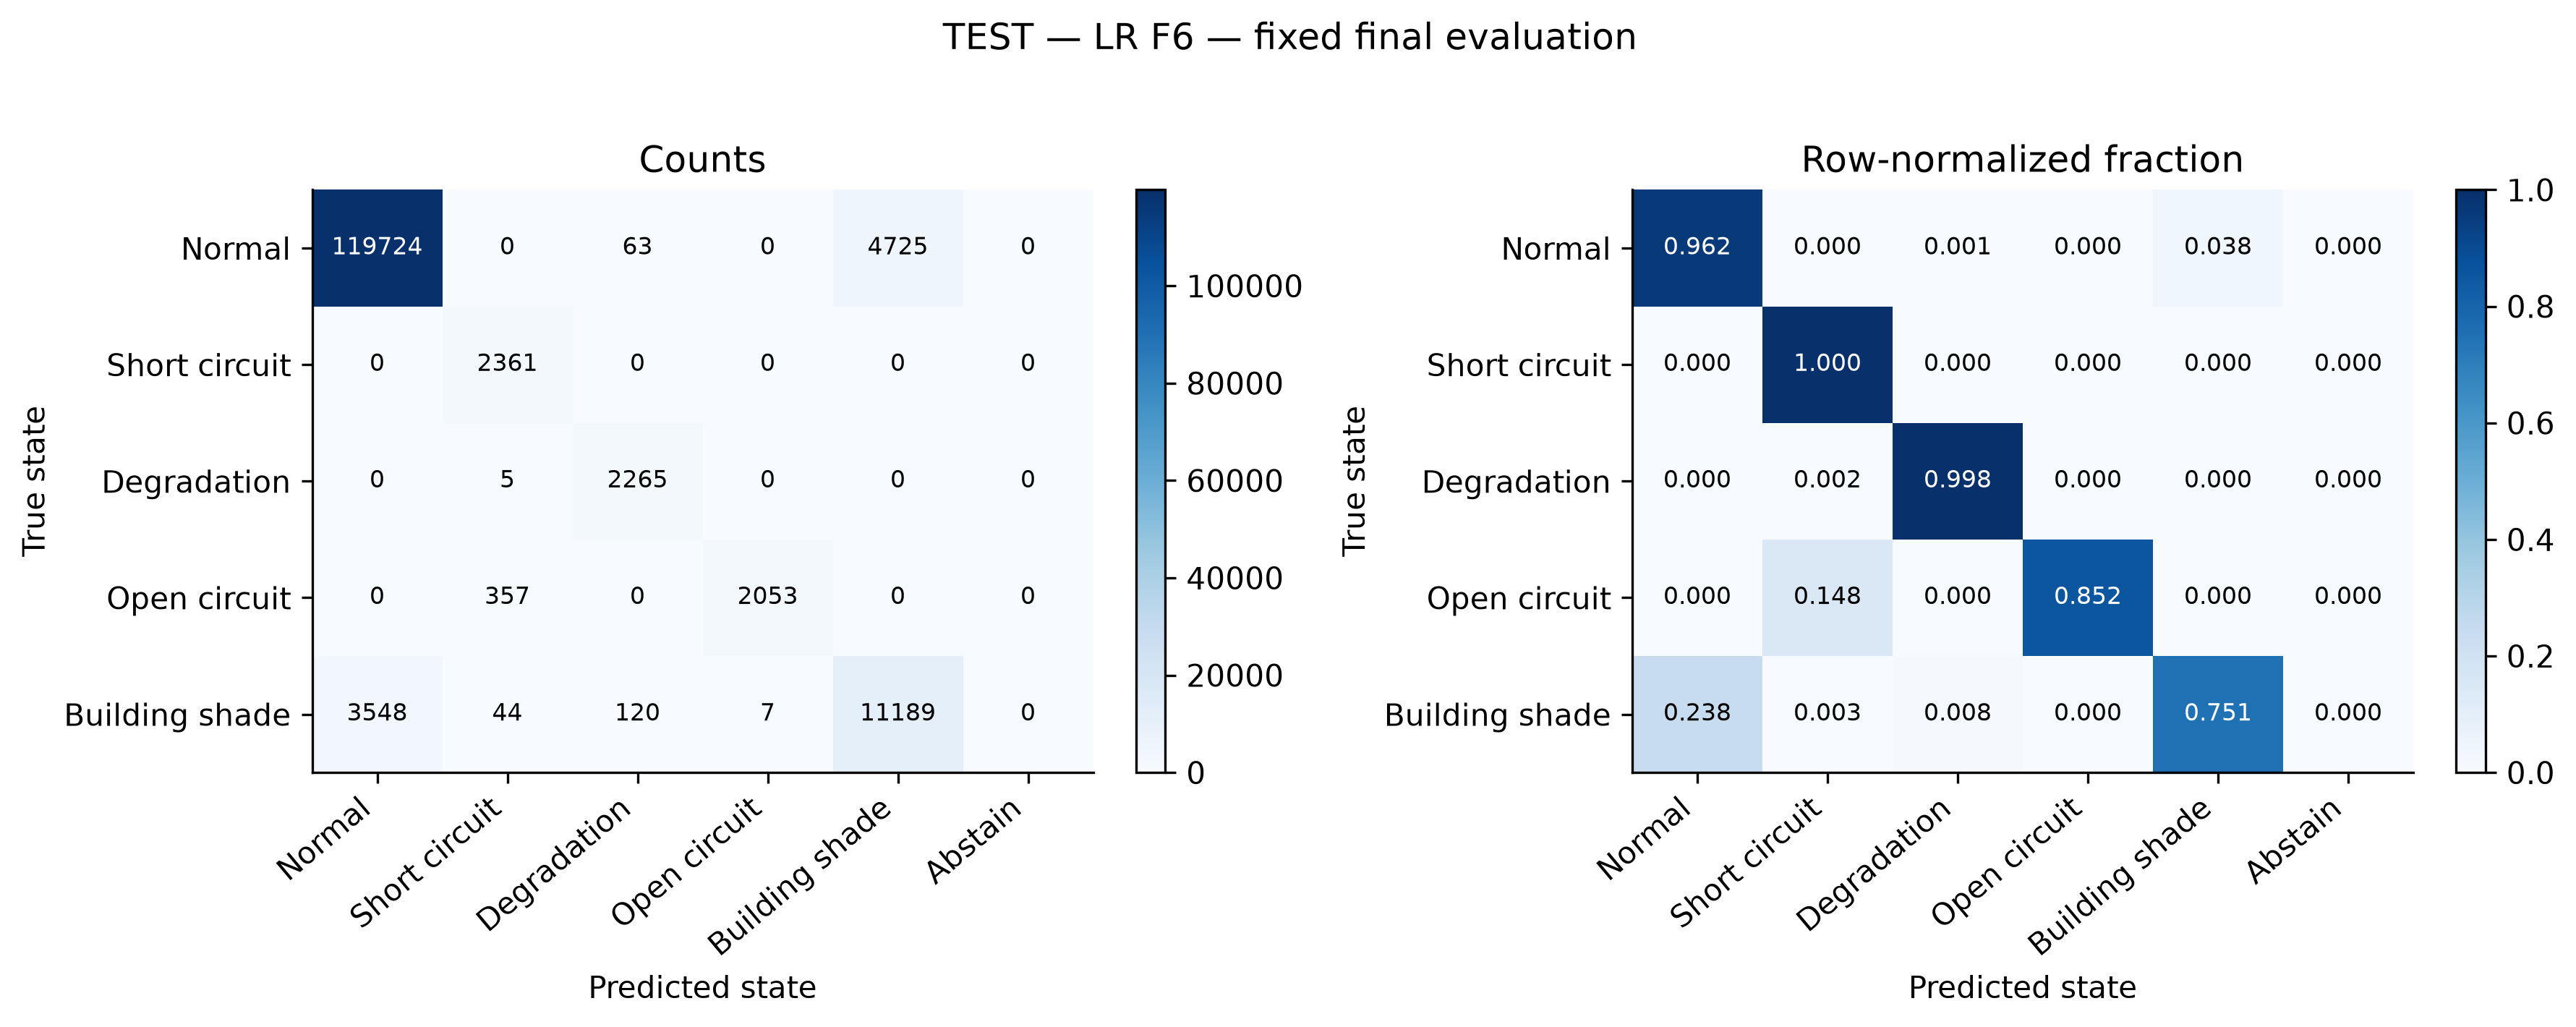 TEST — LR F6 — fixed final evaluation
Counts
True state
Normal 119724 0 63 0 4725 0
Short circuit 0 2361 0 0 0 0
Degradation 0 5 2265 0 0 0
Open circuit 0 357 0 2053 0 0
Building shade 3548 44 120 7 11189 0
Normal
Short circuit
Degradation
Open circuit
Building shade
Abstain
Predicted state
100000
80000
60000
40000
20000
0
Row-normalized fraction
True state
Normal 0.962 0.000 0.001 0.000 0.038 0.000
Short circuit 0.000 1.000 0.000 0.000 0.000 0.000
Degradation 0.000 0.002 0.998 0.000 0.000 0.000
Open circuit 0.000 0.148 0.000 0.852 0.000 0.000
Building shade 0.238 0.003 0.008 0.000 0.751 0.000
Normal
Short circuit
Degradation
Open circuit
Building shade
Abstain
Predicted state
1.0
0.8
0.6
0.4
0.2
0.0